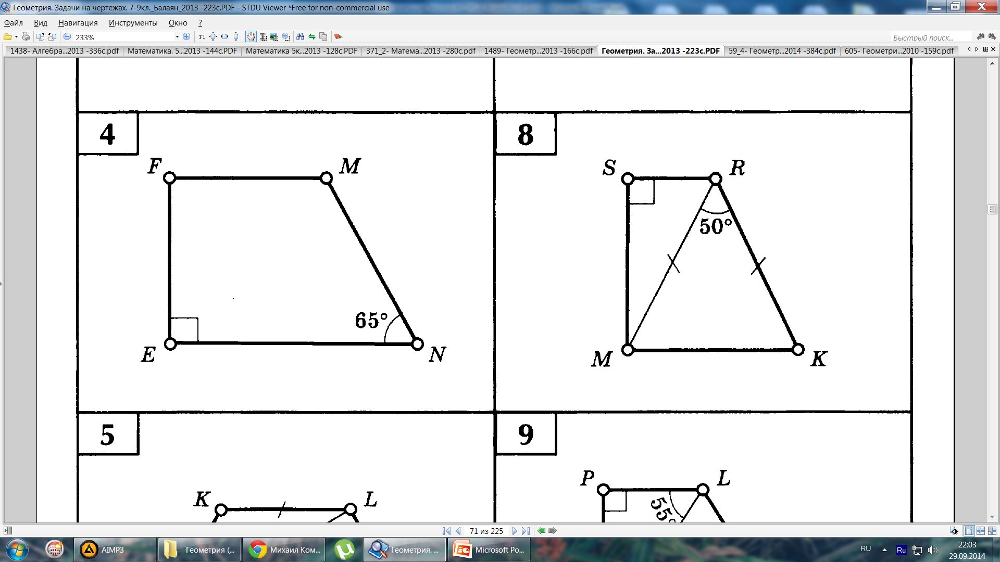 Геометрия. Задачи на чертежах. 7-9кл._Балаян_2013 -223с.PDF - STDU Viewer *Free for non-commercial use
Файл Вид Навигация Инструменты Окно ?
233% 1:1 Быстрый поиск...
1438- Алгебра...2013 -336с.pdf Математика. 5...2013 -144с.PDF Математика 5к...2013 -128с.PDF 371_2- Матема...2013 -280с.pdf 1489- Геометр...2013 -166с.pdf Геометрия. За...2013 -223с.PDF 59_4- Геометр...2014 -384с.pdf 605- Геометри...2010 -159с.pdf
4
F M
65°
E N
8
S R
50°
M K
5
K L
9
P L
55°
71 из 225
AIMP3 Геометрия (... Михаил Ком... Геометрия. ... Microsoft Po... RU Ru 22:03
29.09.2014